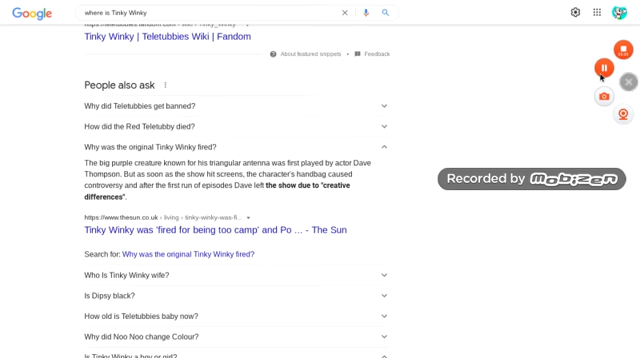 Google
where is Tinky Winky
Tinky Winky | Teletubbies Wiki | Fandom
About featured snippets • Feedback
People also ask
Why did Teletubbies get banned?
How did the Red Teletubby died?
Why was the original Tinky Winky fired?
The big purple creature known for his triangular antenna was first played by actor Dave
Thompson. But as soon as the show hit screens, the character's handbag caused
controversy and after the first run of episodes Dave left the show due to "creative
differences".
https://www.thesun.co.uk › living › tinky-winky-was-fi...
Tinky Winky was 'fired for being too camp' and Po ... - The Sun
Search for: Why was the original Tinky Winky fired?
Who Is Tinky Winky wife?
Is Dipsy black?
How old is Teletubbies baby now?
Why did Noo Noo change Colour?
Is Tinky Winky a boy or girl?
Recorded by mobizen